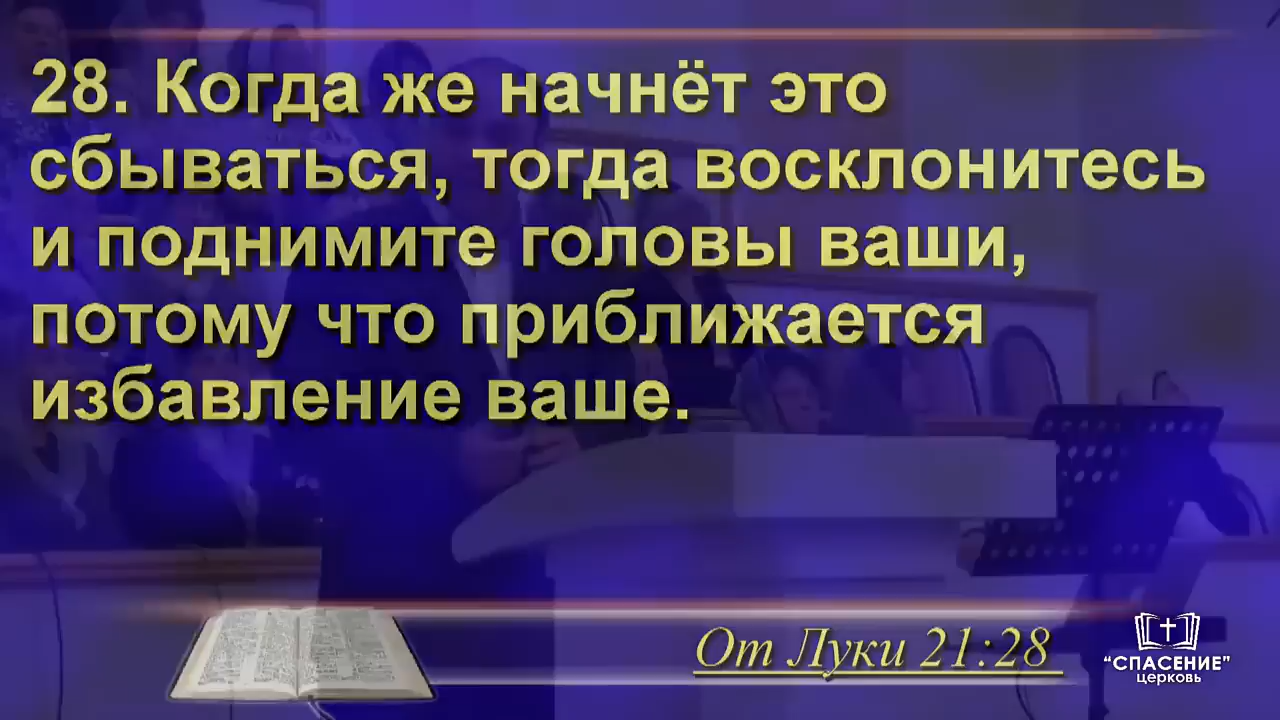 28. Когда же начнёт это
сбываться, тогда восклонитесь
и поднимите головы ваши,
потому что приближается
избавление ваше.
От Луки 21:28
“СПАСЕНИЕ”
церковь